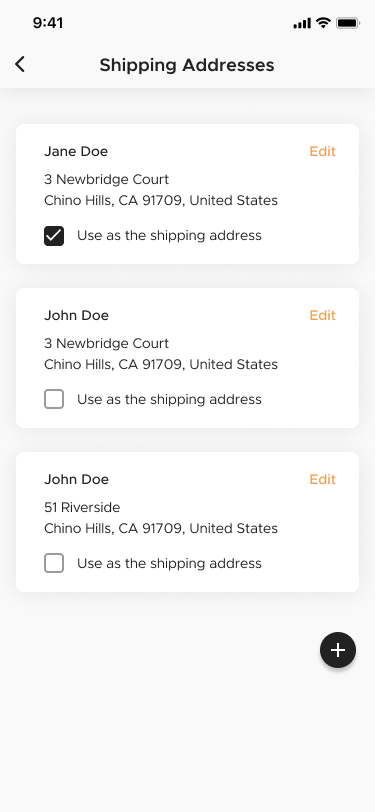 9:41
Shipping Addresses
Jane Doe Edit
3 Newbridge Court
Chino Hills, CA 91709, United States
Use as the shipping address
John Doe Edit
3 Newbridge Court
Chino Hills, CA 91709, United States
Use as the shipping address
John Doe Edit
51 Riverside
Chino Hills, CA 91709, United States
Use as the shipping address